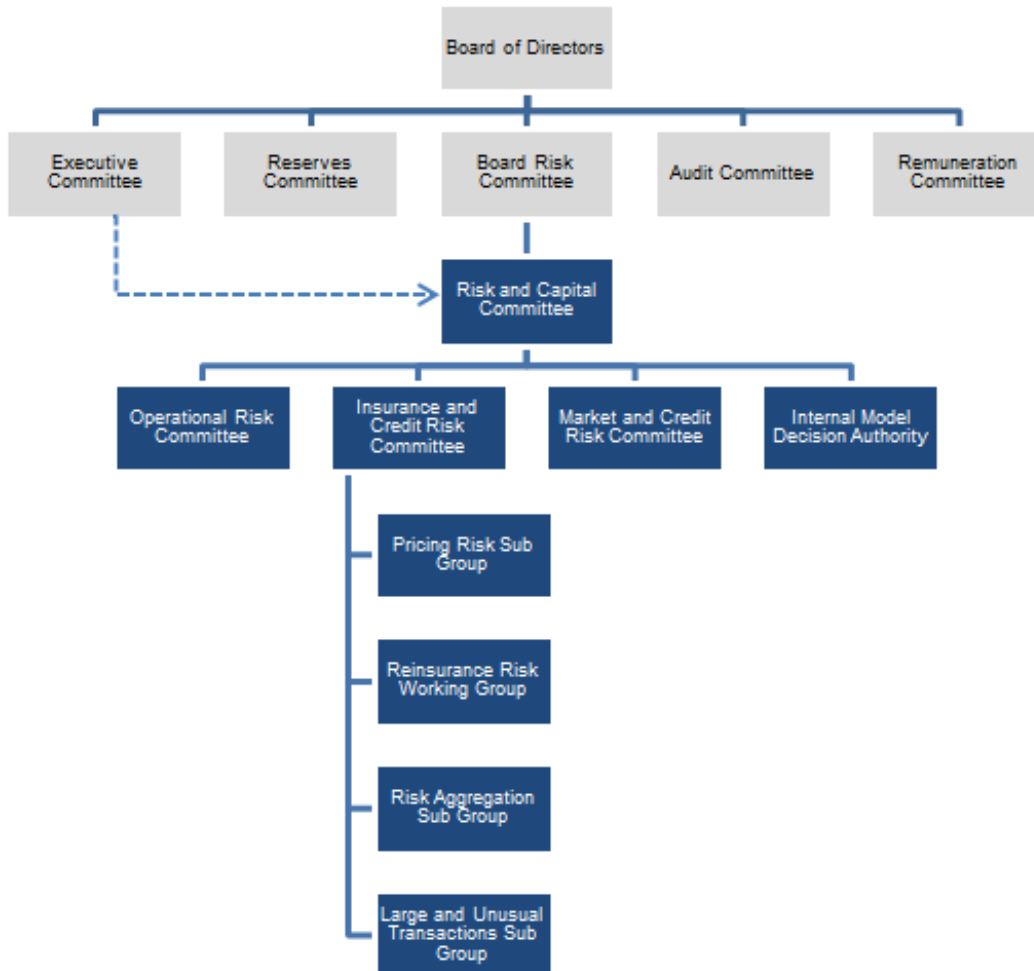 Board of Directors
Executive
Committee
Reserves
Committee
Board Risk
Committee
Audit Committee
Remuneration
Committee
Risk and Capital
Committee
Operational Risk
Committee
Insurance and
Credit Risk
Committee
Market and Credit
Risk Committee
Internal Model
Decision Authority
Pricing Risk Sub
Group
Reinsurance Risk
Working Group
Risk Aggregation
Sub Group
Large and Unusual
Transactions Sub
Group